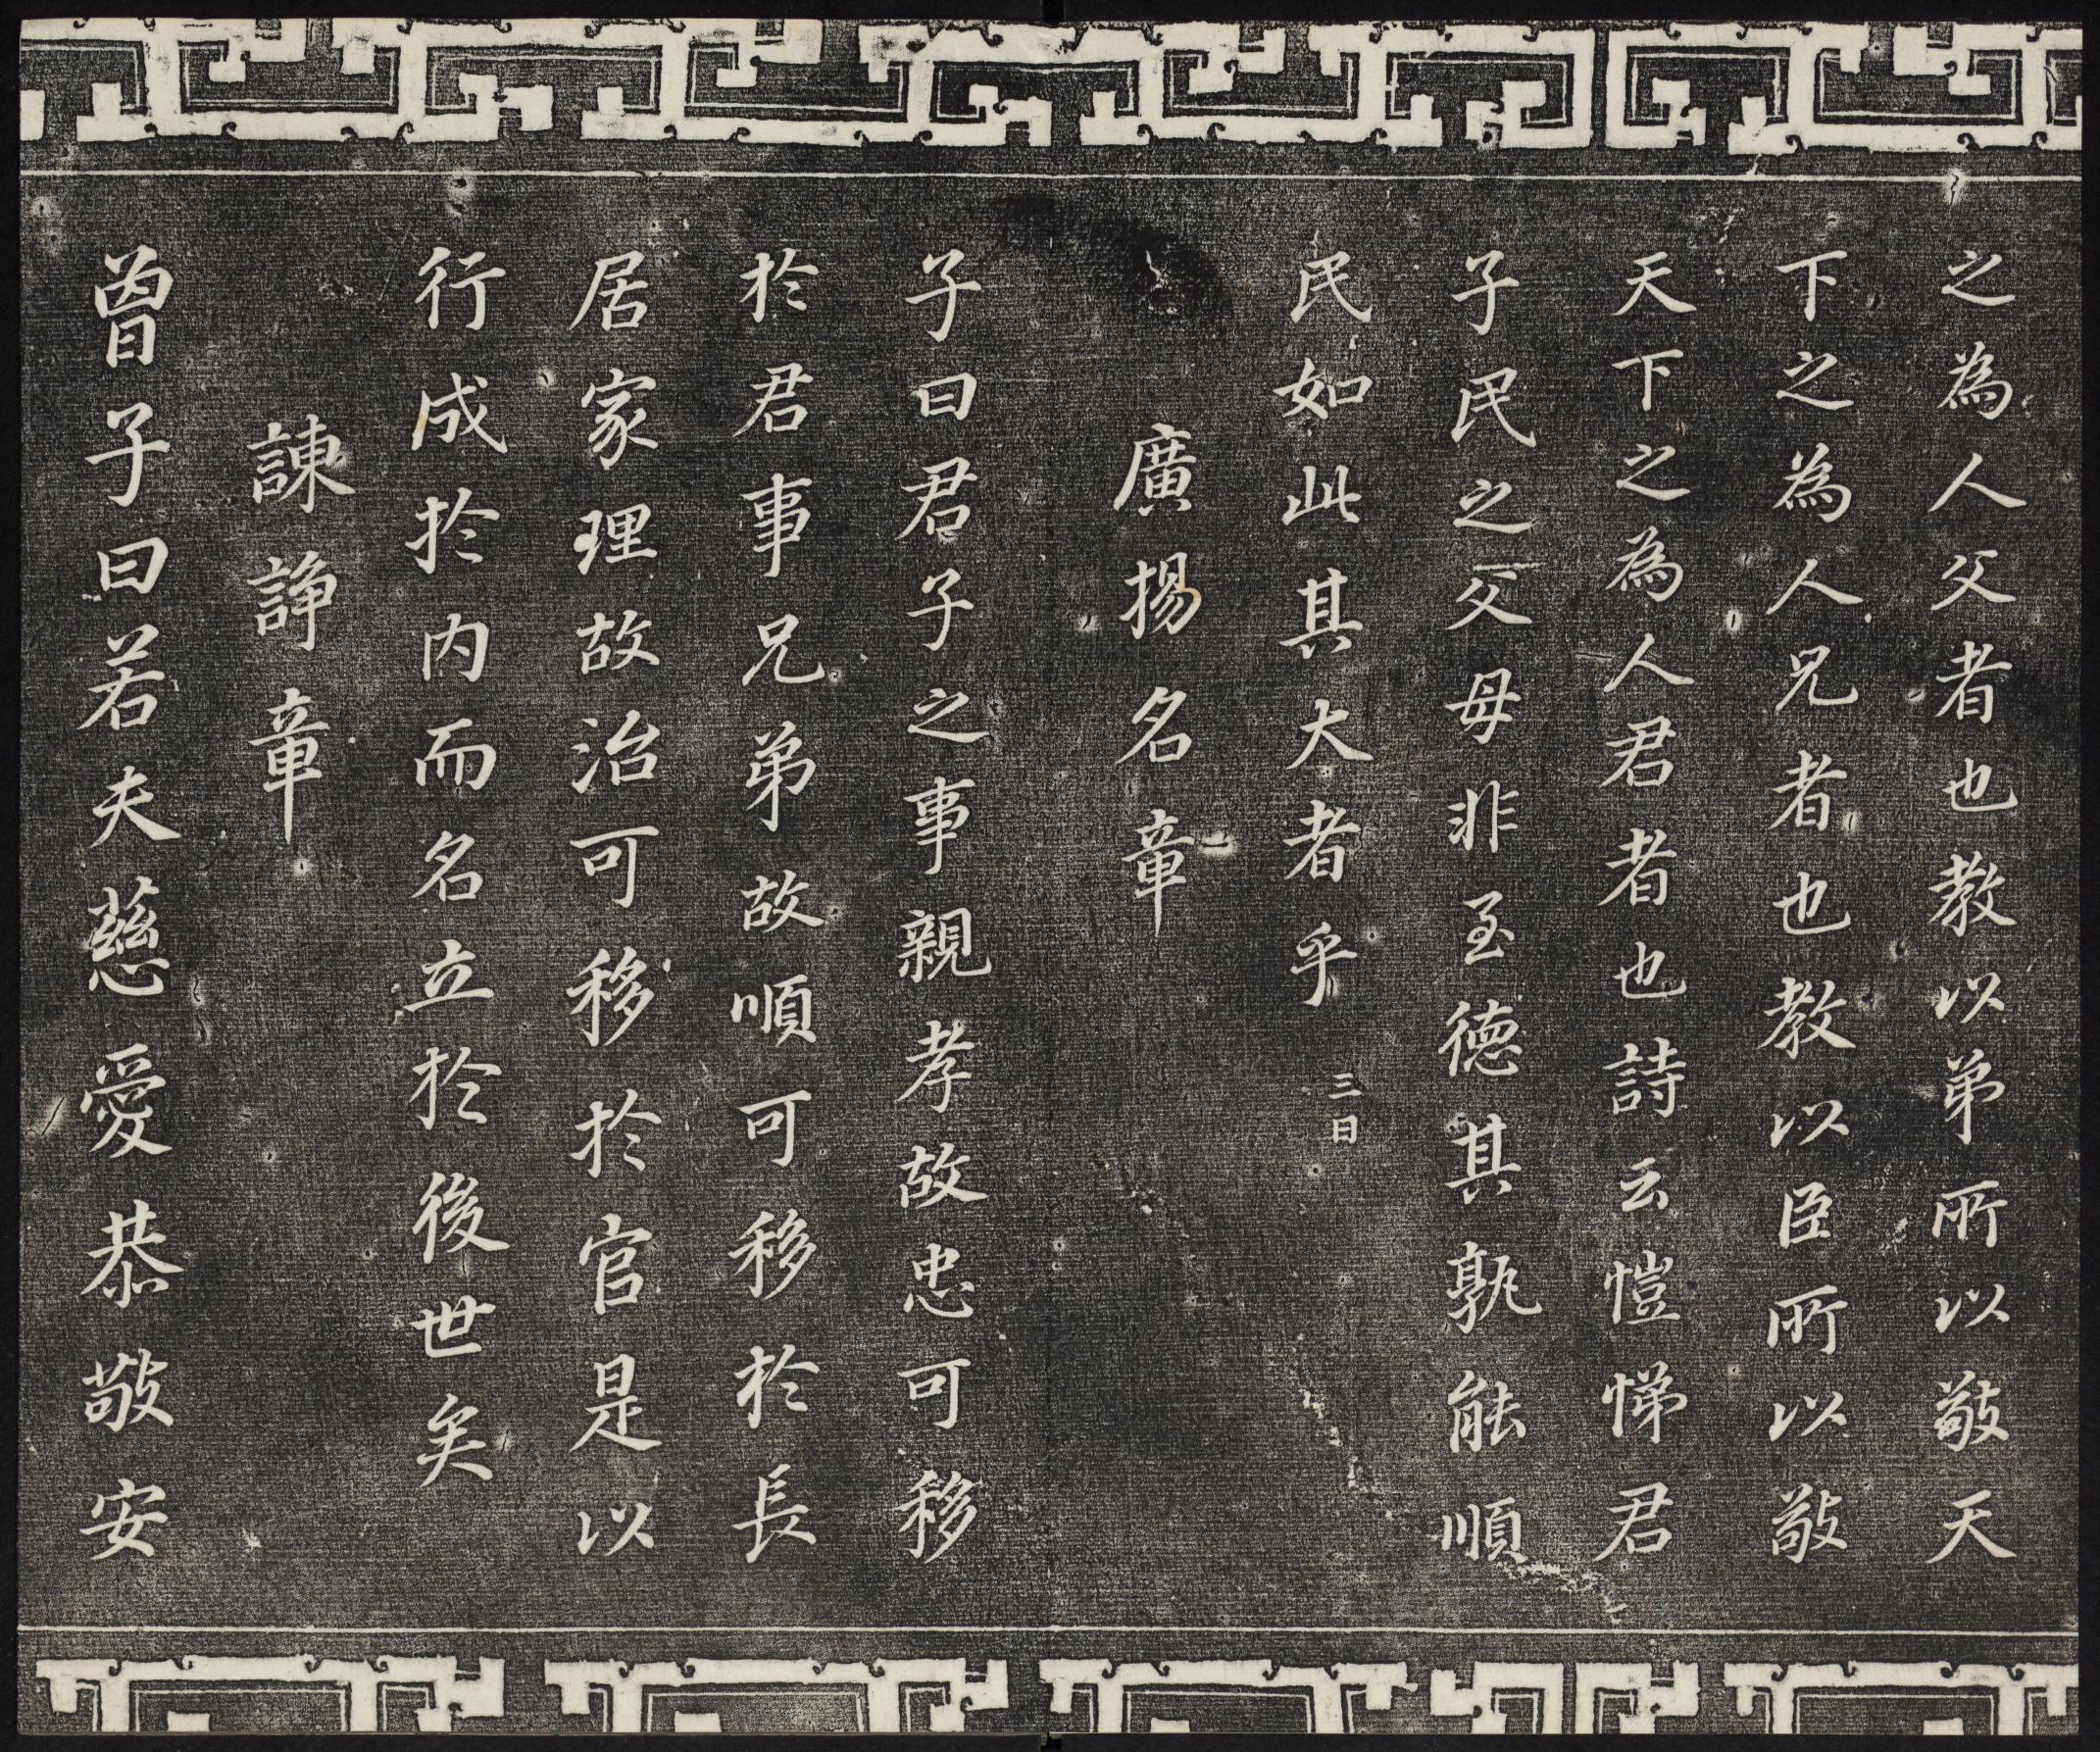 之為人父者也教以弟所以敬天
下之為人兄者也教以臣所以敬
天下之為人君者也詩云愷悌君
子民之父母非至德其孰能順
民如此其大者乎
三日
廣揚名章
子曰君子之事親孝故忠可移
於君事兄弟故順可移於長
居家理故治可移於官是以
行成於内而名立於後世矣
諫諍章
曾子曰若夫慈愛恭敬安